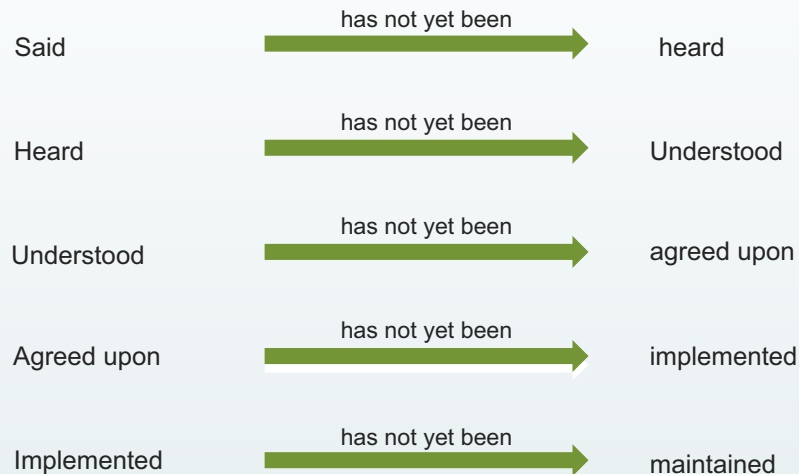 Said has not yet been heard
Heard has not yet been Understood
Understood has not yet been agreed upon
Agreed upon has not yet been implemented
Implemented has not yet been maintained